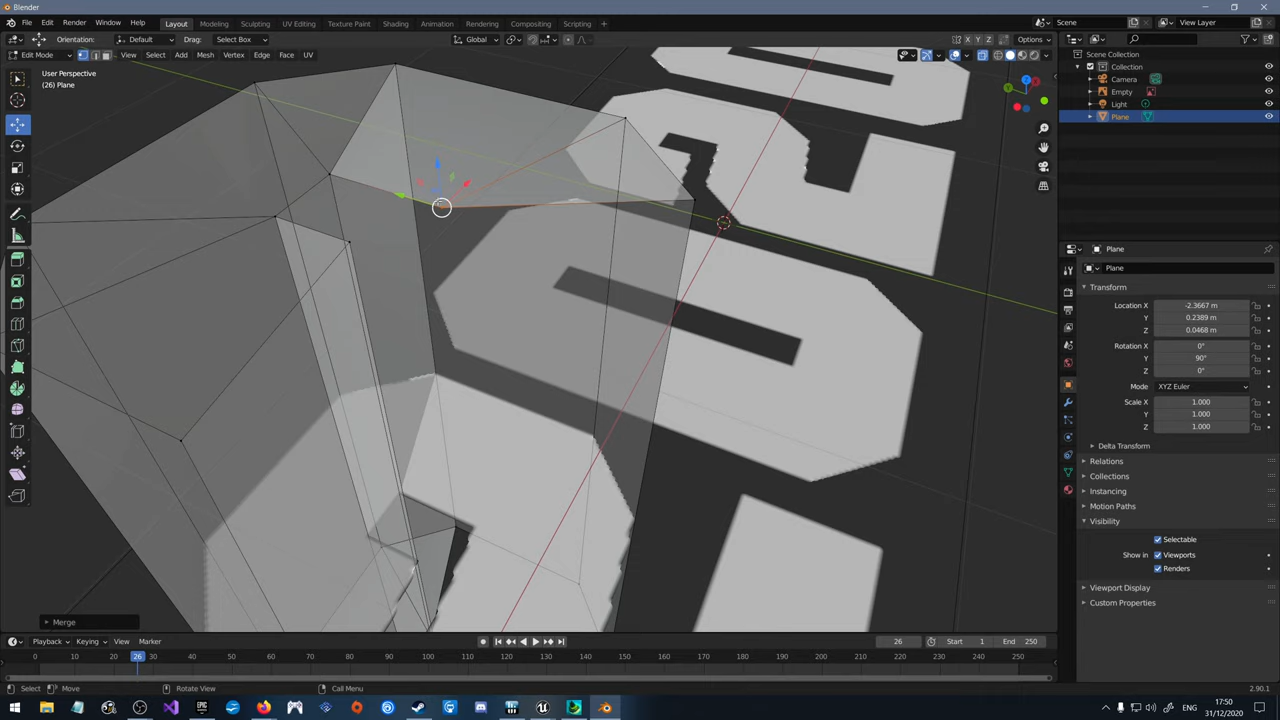 Blender
File Edit Render Window Help Layout Modeling Sculpting UV Editing Texture Paint Shading Animation Rendering Compositing Scripting + Scene View Layer
Orientation: Default Drag: Select Box Global X Y Z Options
Edit Mode View Select Add Mesh Vertex Edge Face UV
User Perspective
(26) Plane
Scene Collection
Collection
Camera
Empty
Light
Plane
Plane
Plane
Transform
Location X -2.3667 m
Y 0.2389 m
Z 0.0468 m
Rotation X 0°
Y 90°
Z 0°
Mode XYZ Euler
Scale X 1.000
Y 1.000
Z 1.000
Delta Transform
Relations
Collections
Instancing
Motion Paths
Visibility
Selectable
Show in Viewports
Renders
Viewport Display
Custom Properties
Merge
Playback Keying View Marker 26 Start 1 End 250
0 10 20 26 30 40 50 60 70 80 90 100 110 120 130 140 150 160 170 180 190 200 210 220 230 240 250
Select Move Rotate View Call Menu 2.90.1
ENG 17:50
31/12/2020